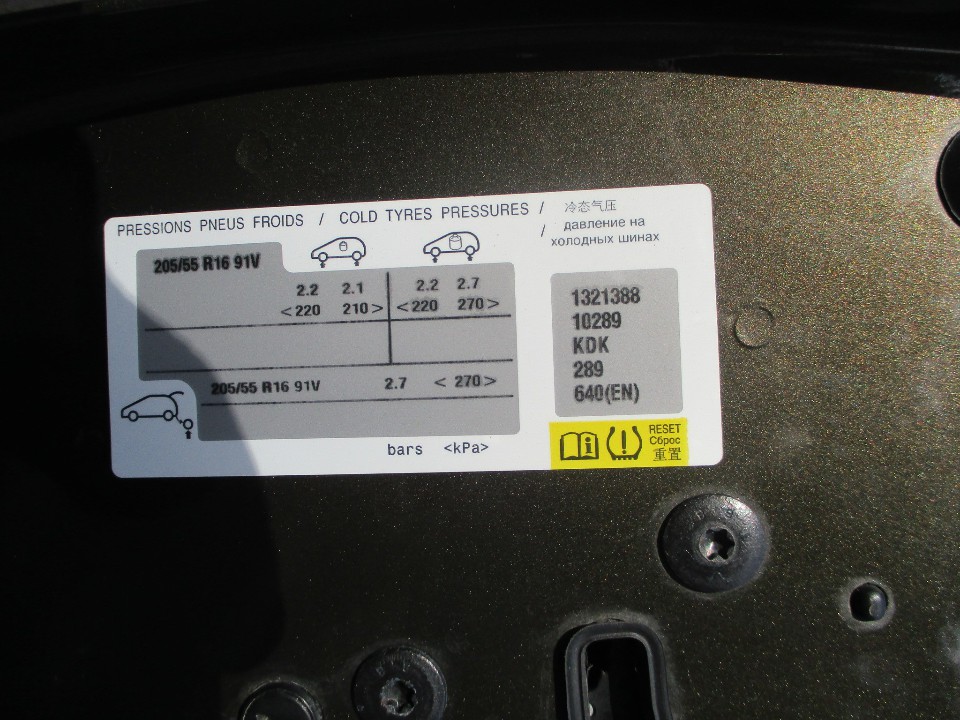 PRESSIONS PNEUS FROIDS / COLD TYRES PRESSURES / 冷态气压
/ давление на
холодных шинах
205/55 R16 91V
2.2 2.1 2.2 2.7
<220 210> <220 270>
205/55 R16 91V 2.7 <270>
bars <kPa>
1321388
10289
KDK
289
640(EN)
RESET
Сброс
重置